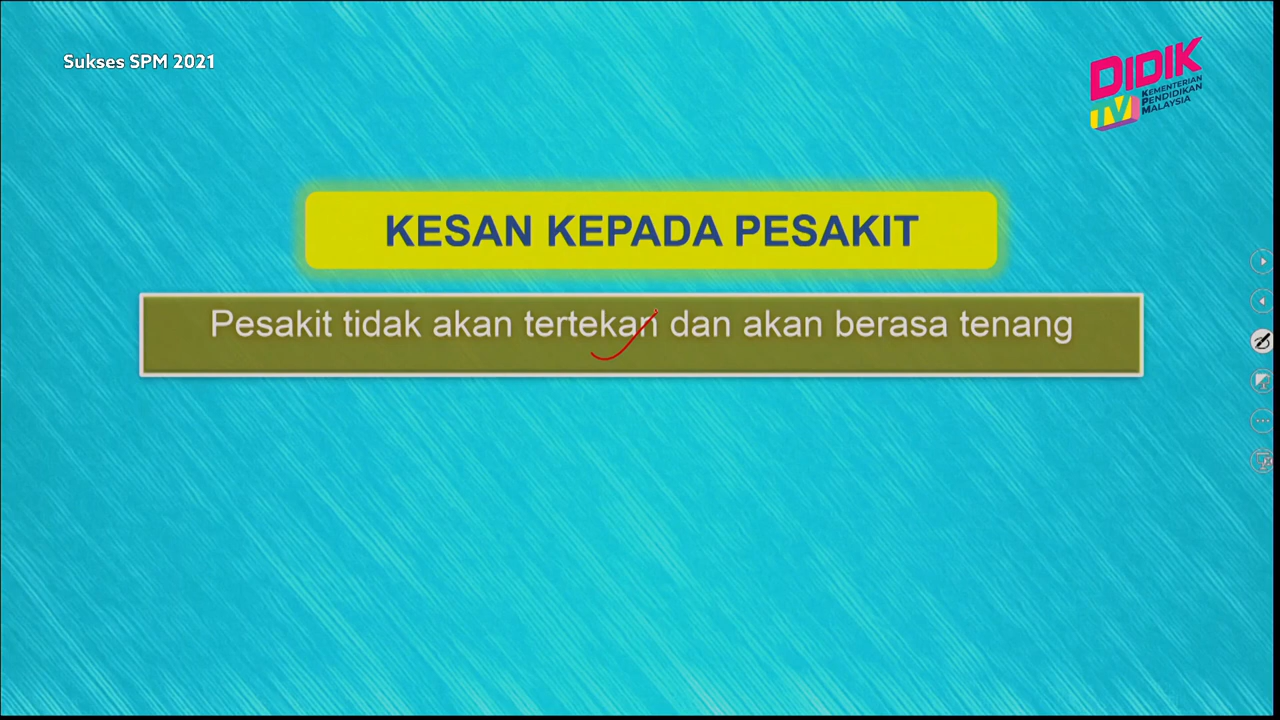 Sukses SPM 2021
DIDIK
TV
KEMENTERIAN
PENDIDIKAN
MALAYSIA
KESAN KEPADA PESAKIT
Pesakit tidak akan tertekan dan akan berasa tenang